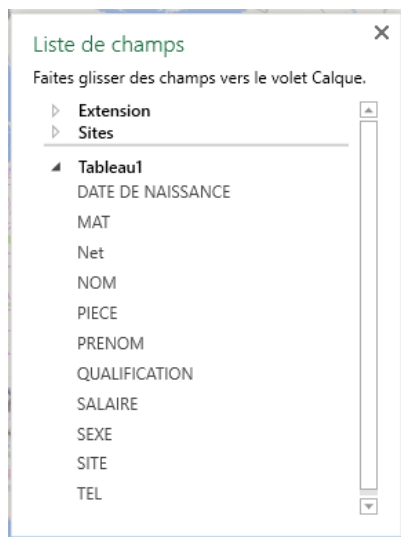 Liste de champs
Faites glisser des champs vers le volet Calque.
Extension
Sites
Tableau1
DATE DE NAISSANCE
MAT
Net
NOM
PIECE
PRENOM
QUALIFICATION
SALAIRE
SEXE
SITE
TEL